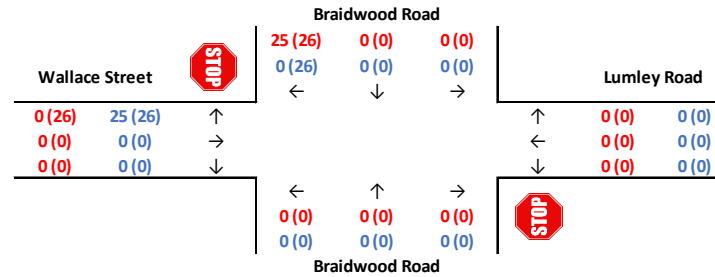 Braidwood Road
25 (26) 0 (0) 0 (0)
0 (26) 0 (0) 0 (0)
← ↓ →
STOP
Wallace Street
Lumley Road
0 (26) 25 (26) ↑
0 (0) 0 (0) →
0 (0) 0 (0) ↓
↑ 0 (0) 0 (0)
← 0 (0) 0 (0)
↓ 0 (0) 0 (0)
← ↑ →
0 (0) 0 (0) 0 (0)
0 (0) 0 (0) 0 (0)
STOP
Braidwood Road